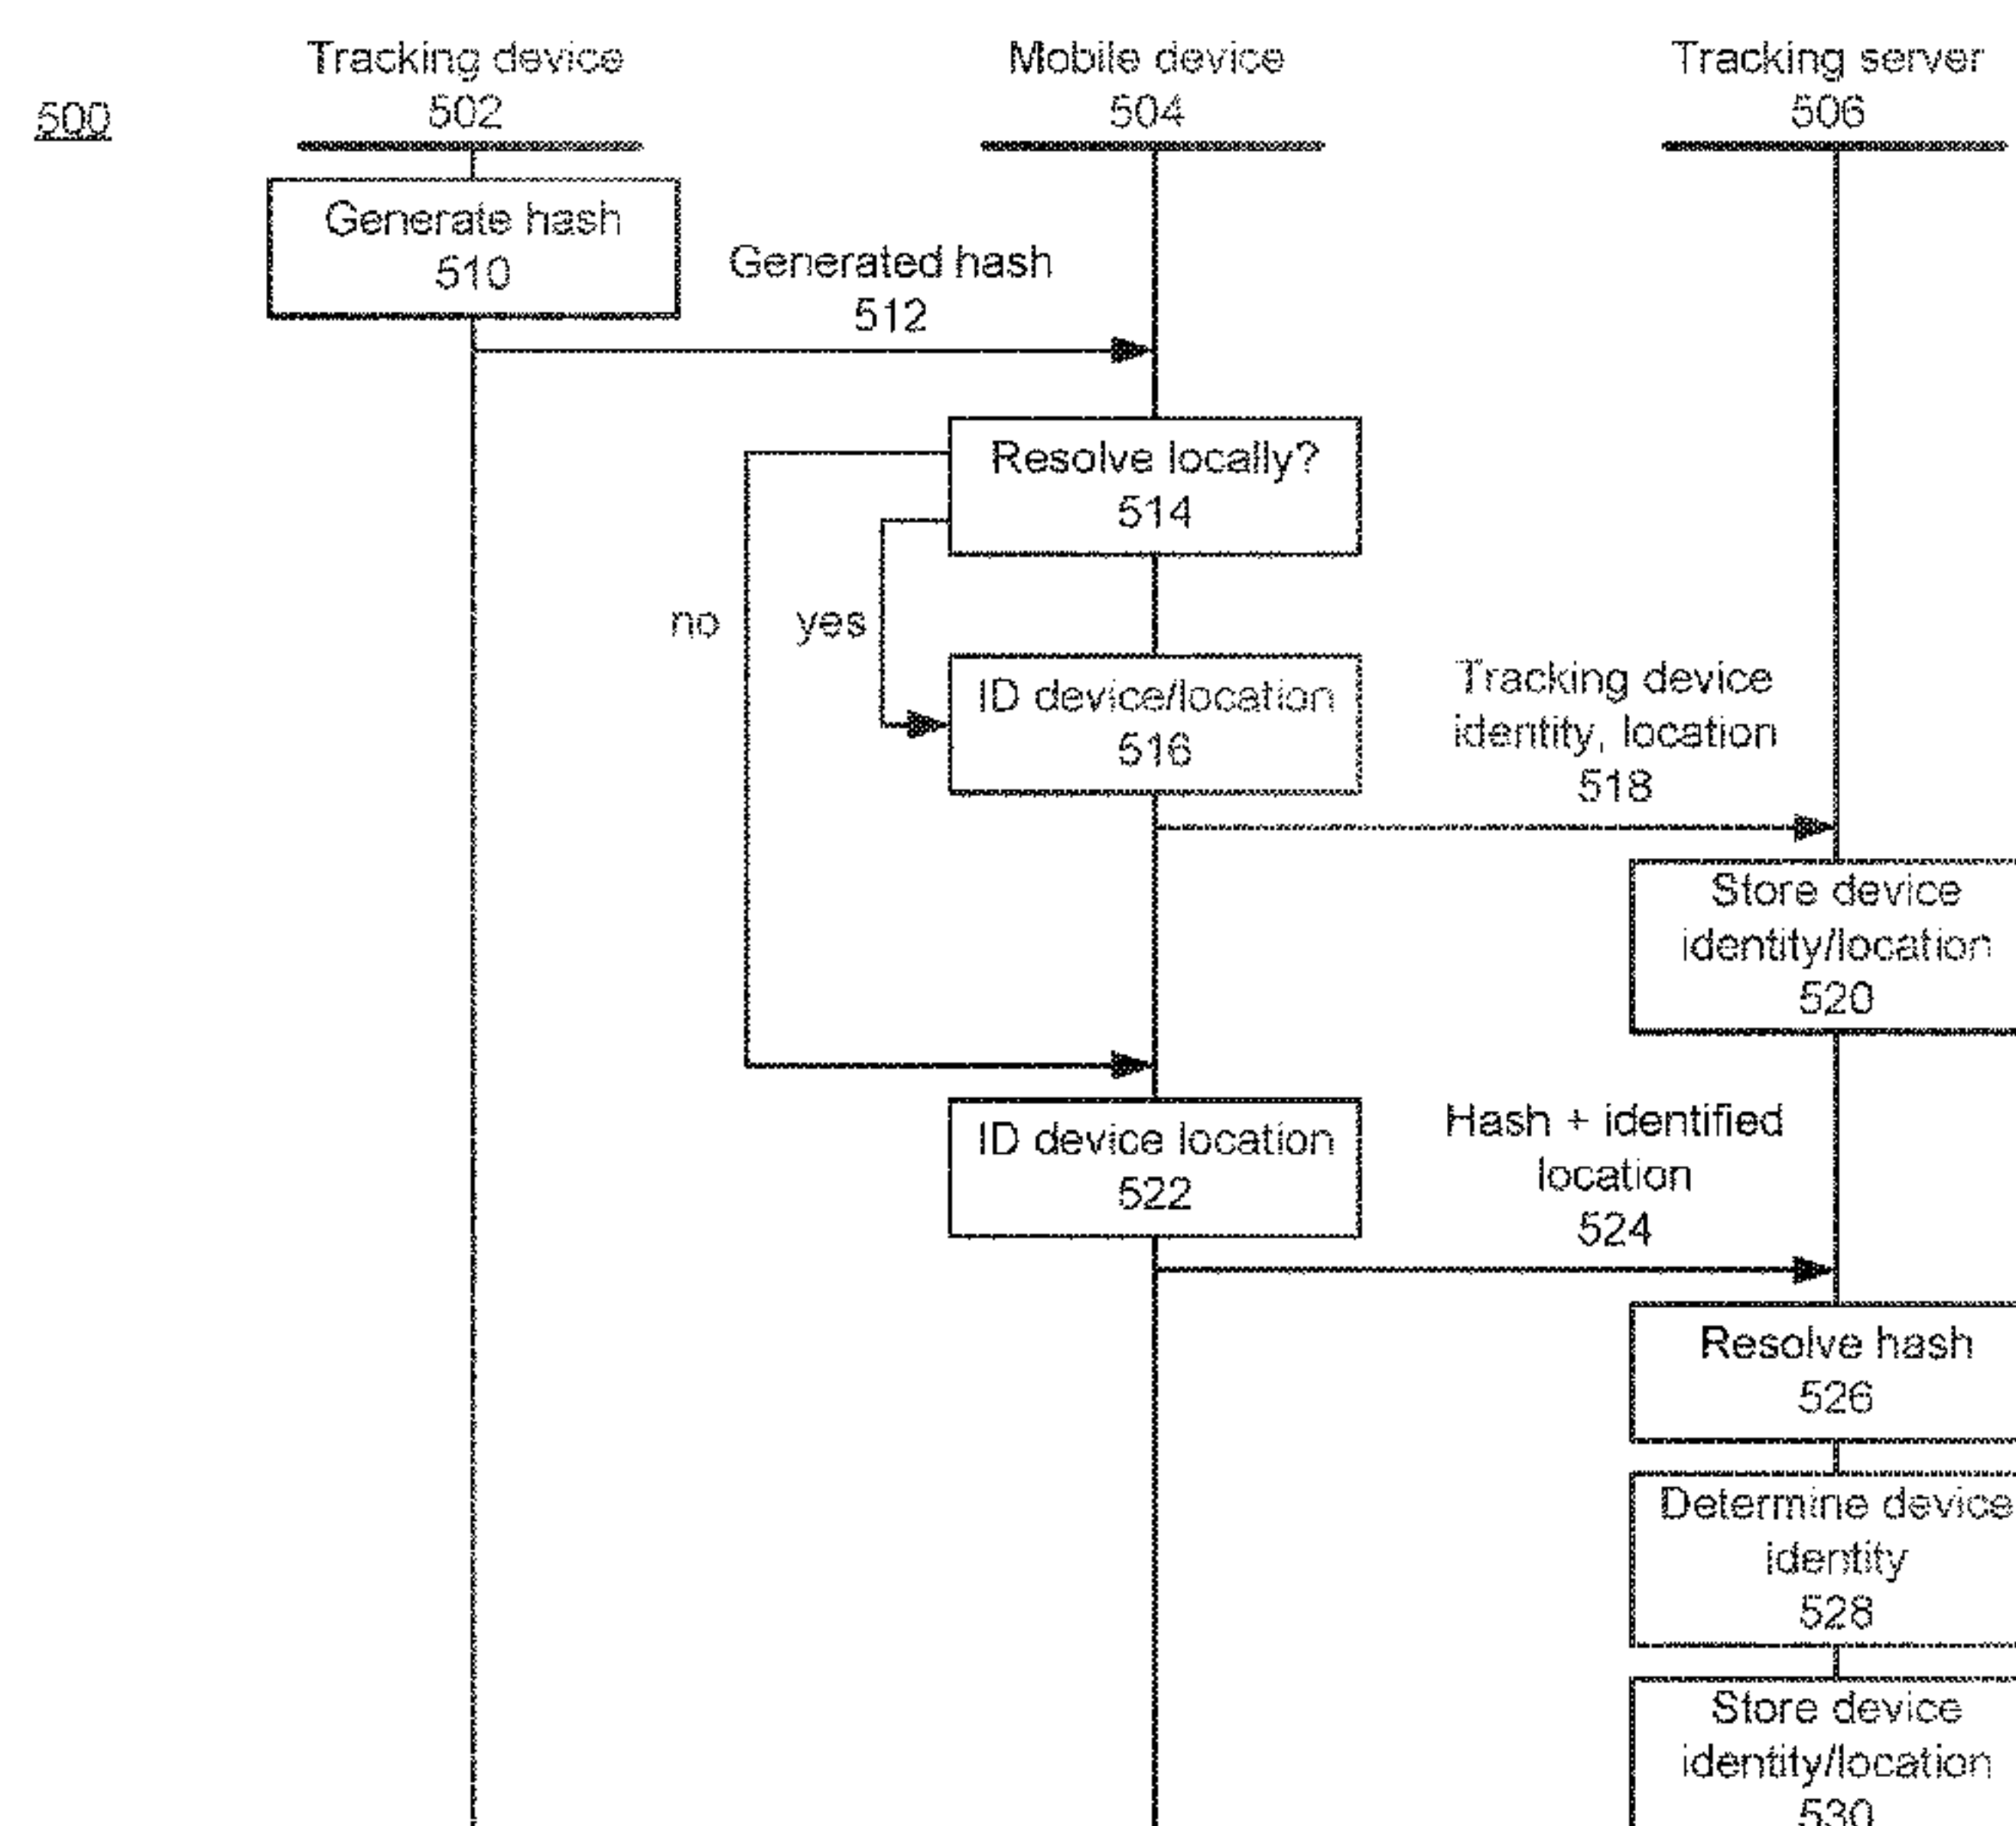 Tracking device
502
Mobile device
504
Tracking server
506
500
Generate hash
510
Generated hash
512
Resolve locally?
514
no
yes
ID device/location
516
Tracking device
identity, location
518
Store device
identity/location
520
ID device location
522
Hash + identified
location
524
Resolve hash
526
Determine device
identity
528
Store device
identity/location
530